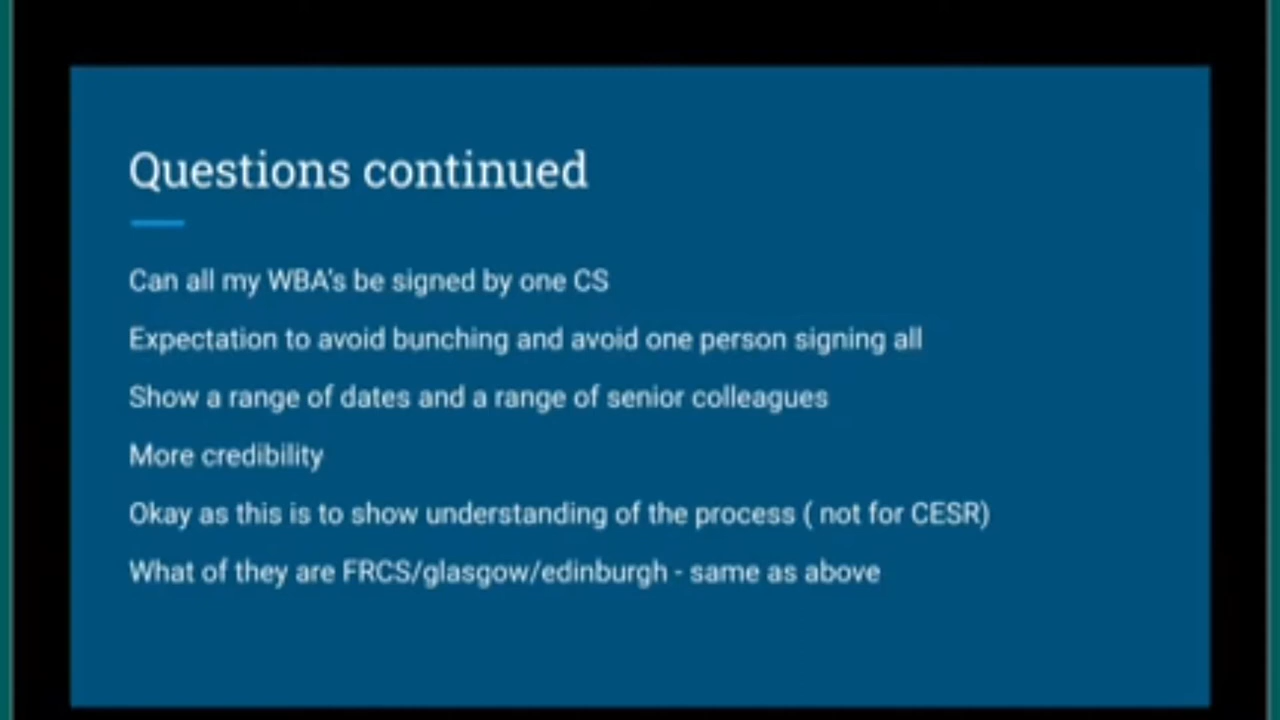 Questions continued
Can all my WBA's be signed by one CS
Expectation to avoid bunching and avoid one person signing all
Show a range of dates and a range of senior colleagues
More credibility
Okay as this is to show understanding of the process ( not for CESR)
What of they are FRCS/glasgow/edinburgh - same as above